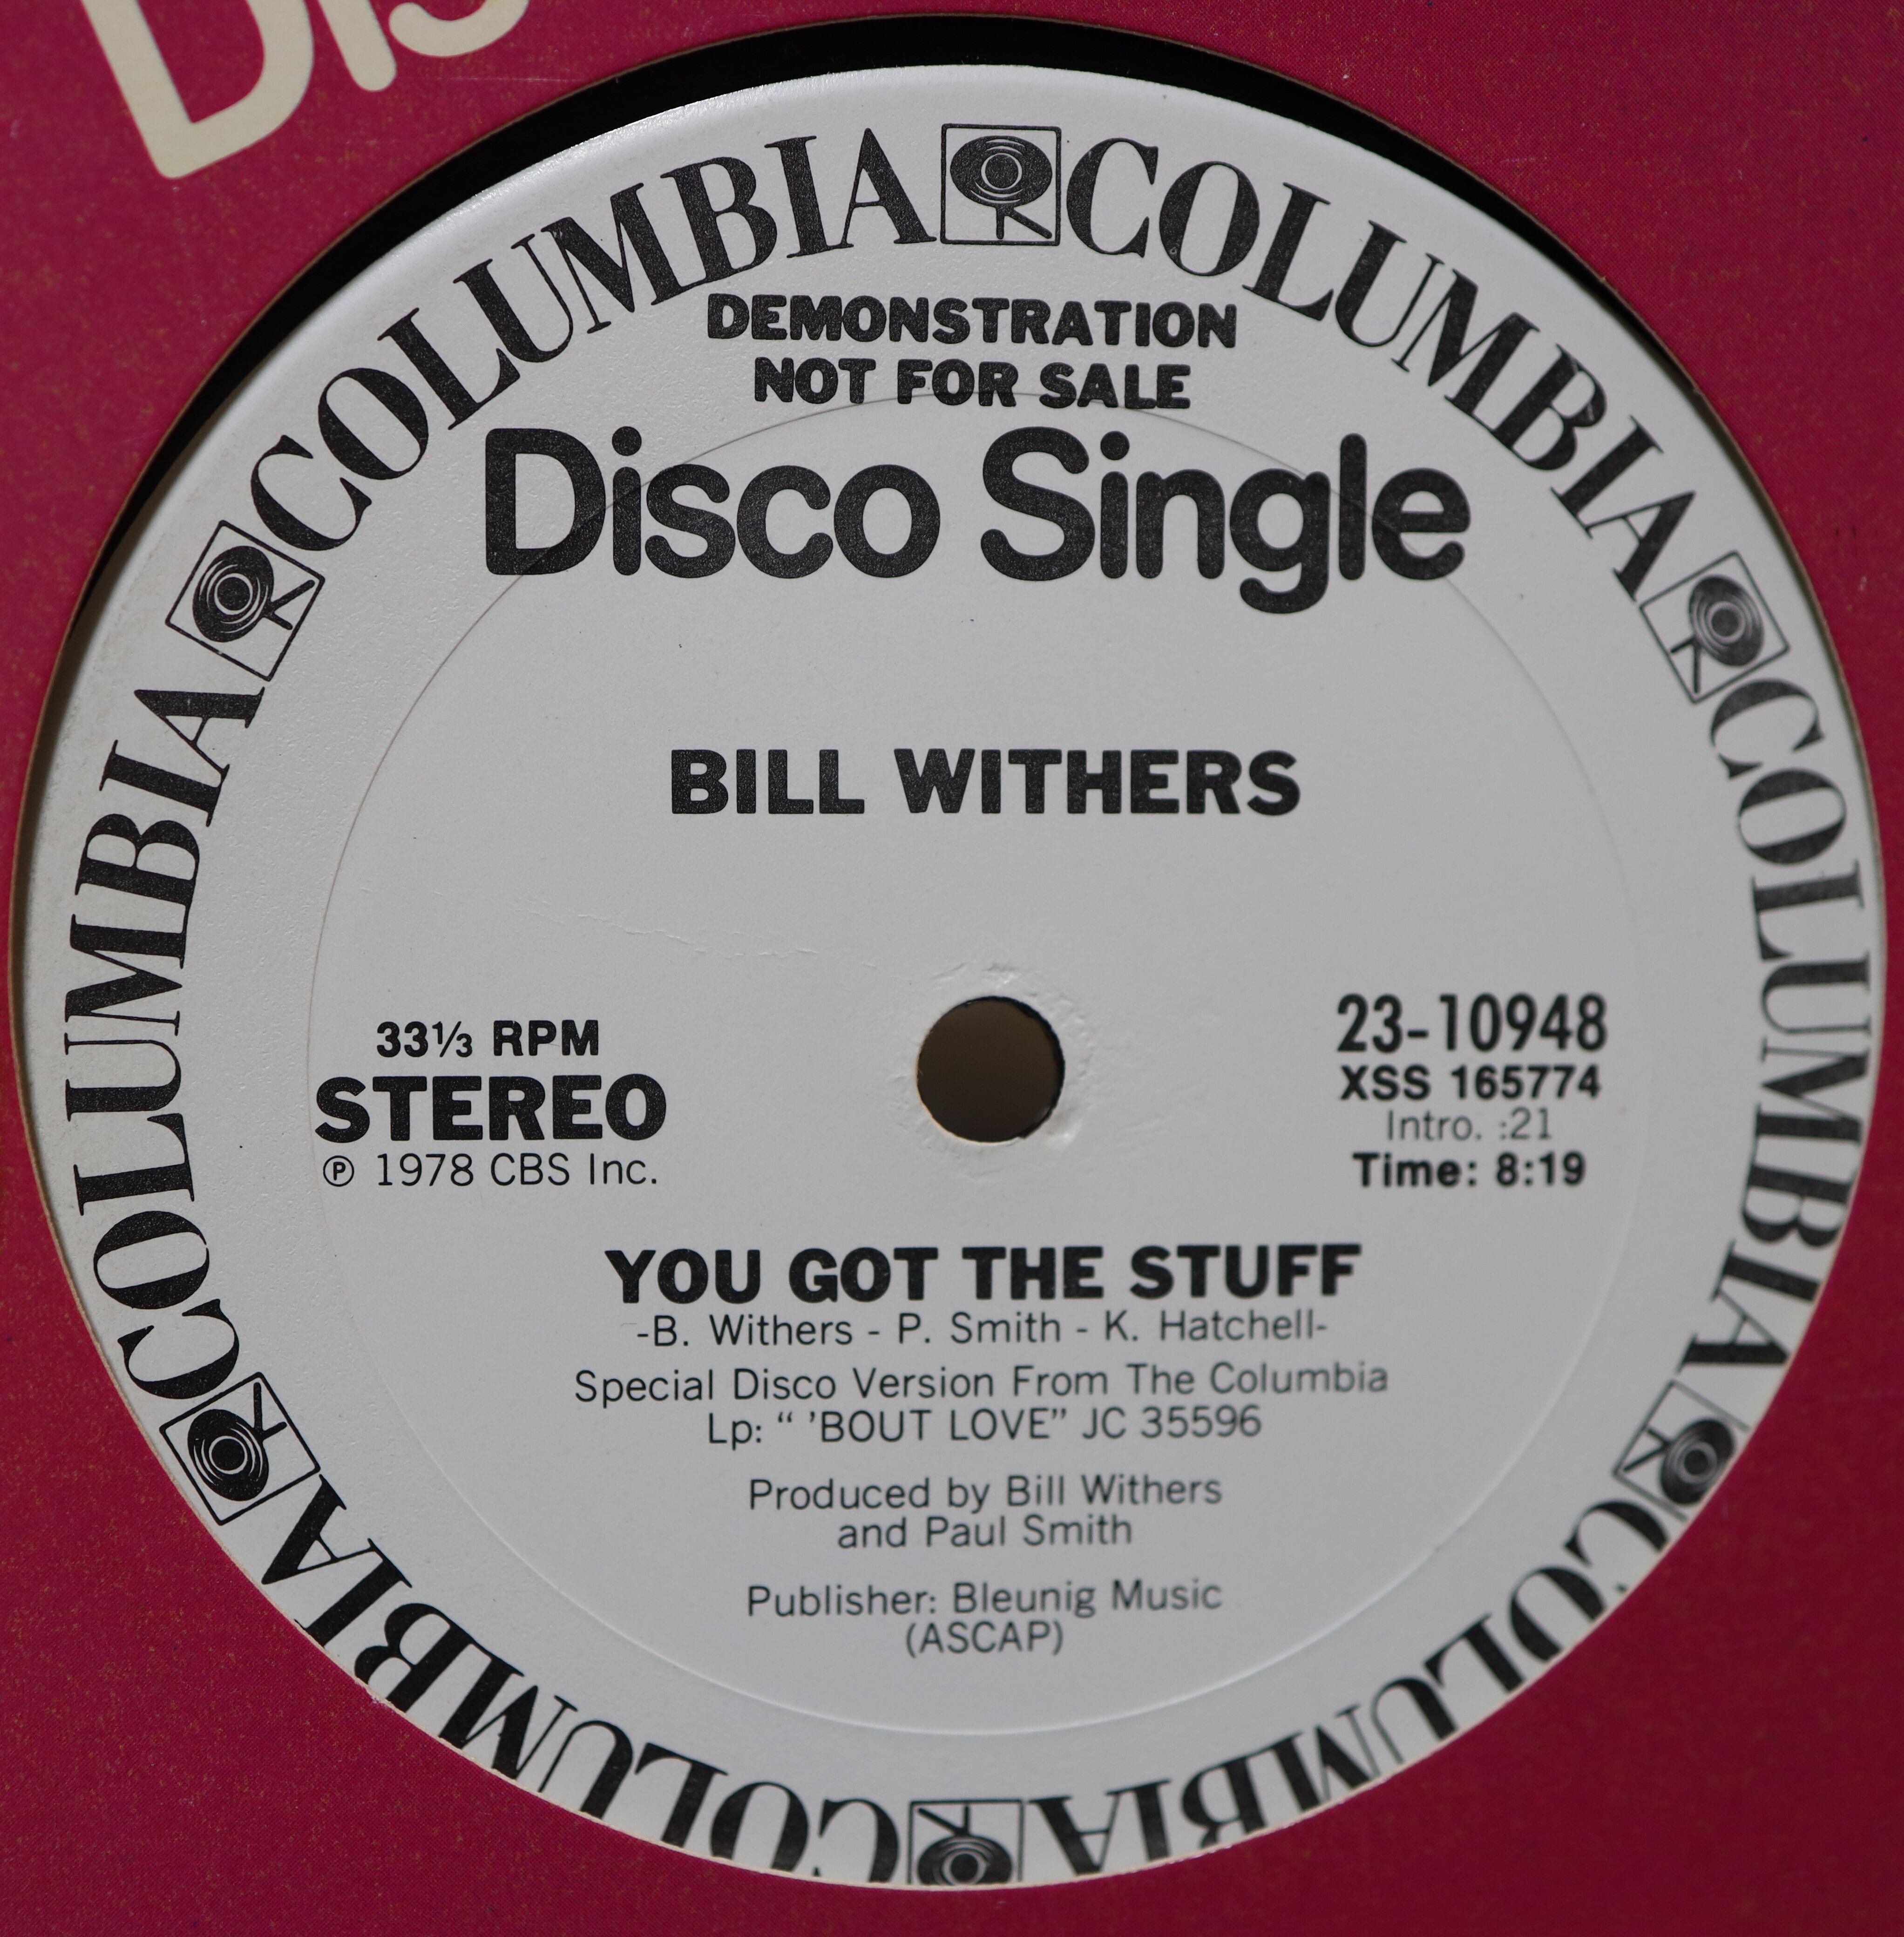 Dis
COLUMBIA COLUMBIA COLUMBIA COLUMBIA COLUMBIA COLUMBIA
DEMONSTRATION
NOT FOR SALE
Disco Single
BILL WITHERS
33⅓ RPM
STEREO
℗ 1978 CBS Inc.
23-10948
XSS 165774
Intro. :21
Time: 8:19
YOU GOT THE STUFF
-B. Withers - P. Smith - K. Hatchell-
Special Disco Version From The Columbia
Lp: “ ’BOUT LOVE” JC 35596
Produced by Bill Withers
and Paul Smith
Publisher: Bleunig Music
(ASCAP)